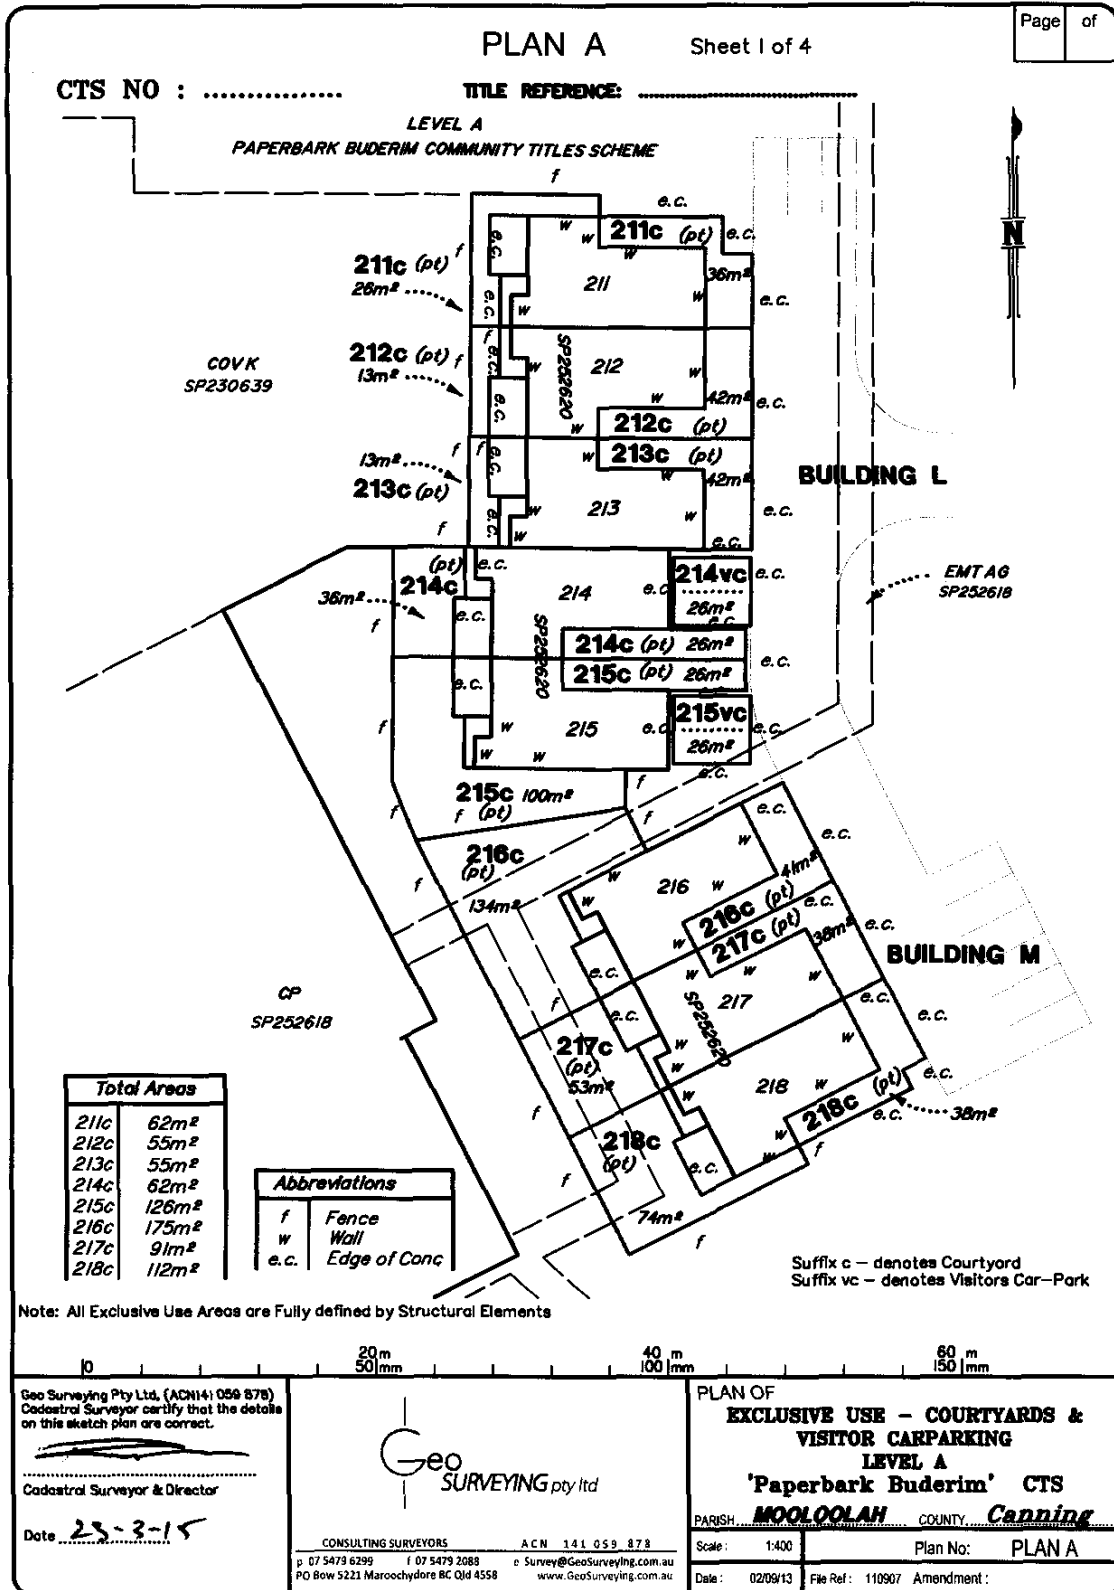 Page of
PLAN A
Sheet 1 of 4
CTS NO : ................
TITLE REFERENCE: ................................
LEVEL A
PAPERBARK BUDERIM COMMUNITY TITLES SCHEME
f
e.c.
w
w
211c (pt)
e.c.
e.c.
f
w
N
211c (pt)
26m²
211
36m²
e.c.
w
e.c.
w
f
212c (pt)
f
e.c.
SP252620
212
COV K
SP230639
13m²
w
w
42m²
e.c.
e.c.
w
w
212c (pt)
f
f
13m²
e.c.
w
213c (pt)
w
42m²
BUILDING L
213c (pt)
f
e.c.
w
w
213
w
e.c.
e.c.
(pt)
214c
e.c.
36m²
214
e.c.
214vc
26m²
e.c.
EMT AG
SP252618
f
e.c.
SP252620
e.c.
214c (pt) 26m²
215c (pt) 26m²
e.c.
e.c.
f
w
w
w
215
e.c.
215vc
26m²
e.c.
e.c.
215c 100m²
f (pt)
f
f
f
216c
(pt)
134m²
f
w
w
216
w
w
e.c.
41m²
e.c.
216c (pt)
w
217c (pt)
e.c.
38m²
e.c.
BUILDING M
w
w
w
217
e.c.
e.c.
SP252620
f
CP
SP252618
e.c.
e.c.
217c
(pt)
53m²
w
w
w
218
w
w
218c (pt)
e.c.
e.c.
38m²
f
218c
(pt)
e.c.
w
w
f
f
74m²
f
Total Areas
211c 62m²
212c 55m²
213c 55m²
214c 62m²
215c 126m²
216c 175m²
217c 91m²
218c 112m²
Abbreviations
f Fence
w Wall
e.c. Edge of Conc
Suffix c – denotes Courtyard
Suffix vc – denotes Visitors Car–Park
Note: All Exclusive Use Areas are Fully defined by Structural Elements
0 20m 40 m 60 m
50mm 100mm 150mm
Geo Surveying Pty Ltd, (ACN141 059 878)
Cadastral Surveyor certify that the details
on this sketch plan are correct.
Cadastral Surveyor & Director
Date 23-3-15
Geo
SURVEYING pty ltd
CONSULTING SURVEYORS ACN 141 059 878
p 07 5479 6299 f 07 5479 2088 e Survey@GeoSurveying.com.au
PO Bow 5221 Maroochydore BC Qld 4558 www.GeoSurveying.com.au
PLAN OF
EXCLUSIVE USE – COURTYARDS &
VISITOR CARPARKING
LEVEL A
'Paperbark Buderim' CTS
PARISH MOOLOOLAH COUNTY Canning
Scale : 1:400 Plan No: PLAN A
Date : 02/09/13 File Ref : 110907 Amendment :